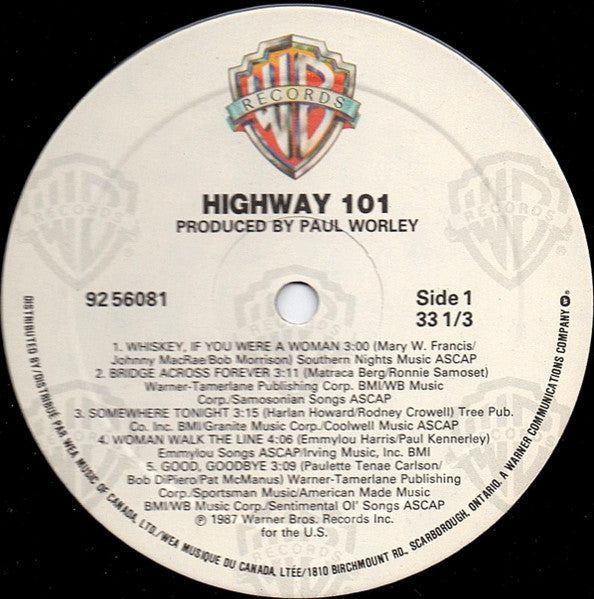 WB
RECORDS
HIGHWAY 101
PRODUCED BY PAUL WORLEY
92 56081
Side 1
33 1/3
1. WHISKEY, IF YOU WERE A WOMAN 3:00 (Mary W. Francis/
Johnny MacRae/Bob Morrison) Southern Nights Music ASCAP
2. BRIDGE ACROSS FOREVER 3:11 (Matraca Berg/Ronnie Samoset)
Warner-Tamerlane Publishing Corp. BMI/WB Music
Corp./Samosonian Songs ASCAP
3. SOMEWHERE TONIGHT 3:15 (Harlan Howard/Rodney Crowell) Tree Pub.
Co. Inc. BMI/Granite Music Corp./Coolwell Music ASCAP
4. WOMAN WALK THE LINE 4:06 (Emmylou Harris/Paul Kennerley)
Emmylou Songs ASCAP/Irving Music, Inc. BMI
5. GOOD, GOODBYE 3:09 (Paulette Tenae Carlson/
Bob DiPiero/Pat McManus) Warner-Tamerlane Publishing
Corp./Sportsman Music/American Made Music
BMI/WB Music Corp./Sentimental Ol' Songs ASCAP
℗ 1987 Warner Bros. Records Inc.
for the U.S.
DISTRIBUTED BY/DISTRIBUÉ PAR WEA MUSIC OF CANADA, LTD./WEA MUSIQUE DU CANADA, LTÉE/1810 BIRCHMOUNT RD., SCARBOROUGH, ONTARIO. A WARNER COMMUNICATIONS COMPANY